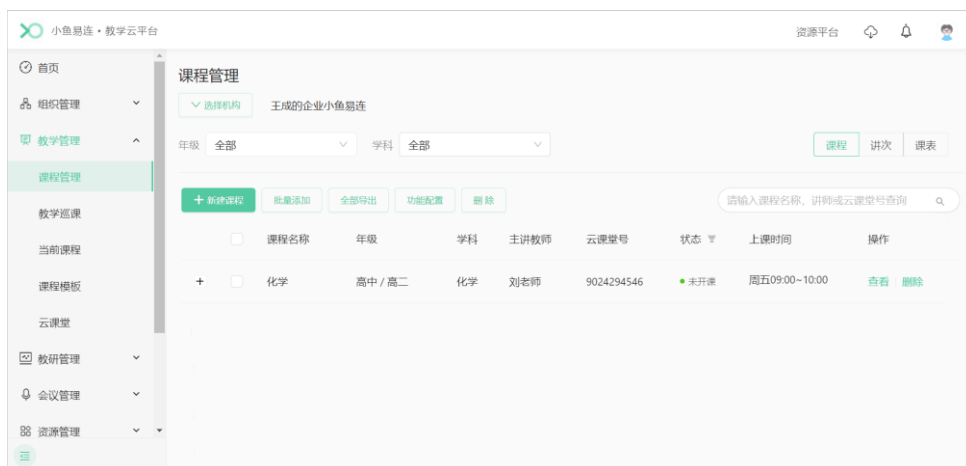 小鱼易连•教学云平台
资源平台
首页
组织管理
教学管理
课程管理
教学巡课
当前课程
课程模板
云课堂
教研管理
会议管理
资源管理
课程管理
选择机构 王成的企业小鱼易连
年级 全部 学科 全部
课程 讲次 课表
+ 新建课程 批量添加 全部导出 功能配置 删除
请输入课程名称、讲师或云课堂号查询
课程名称 年级 学科 主讲教师 云课堂号 状态 上课时间 操作
+ 化学 高中 / 高二 化学 刘老师 9024294546 未开课 周五09:00~10:00 查看 删除